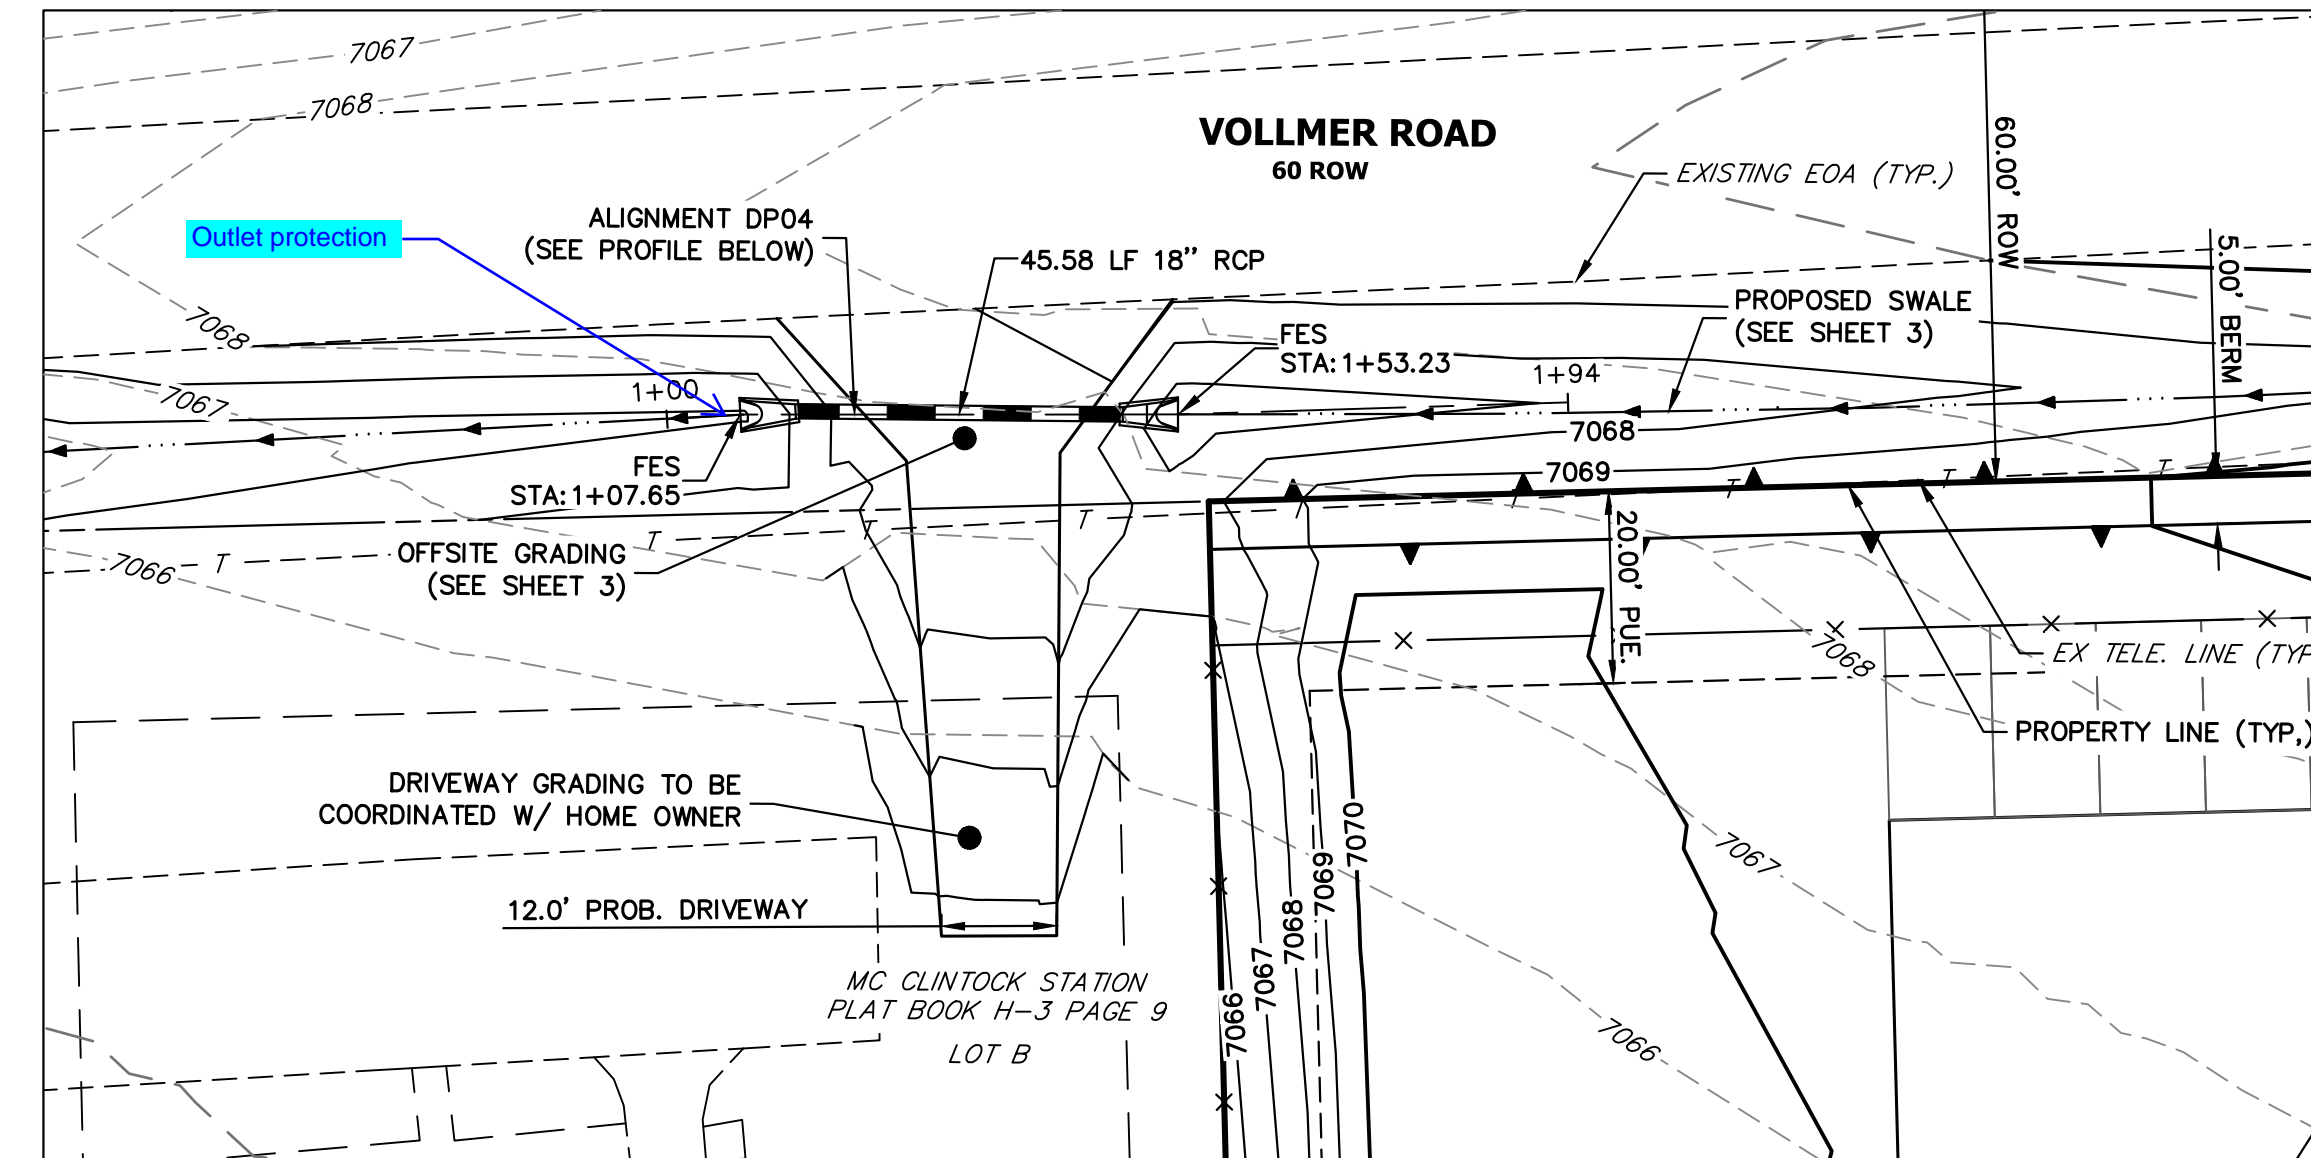 7067
7068
VOLLMER ROAD
60 ROW
60.00' ROW
EXISTING EOA (TYP.)
ALIGNMENT DP04
(SEE PROFILE BELOW)
Outlet protection
45.58 LF 18" RCP
5.00' BERM
PROPOSED SWALE
(SEE SHEET 3)
7068
FES
STA:1+53.23
1+00
1+94
7067
7068
7069
FES
STA:1+07.65
T
T
T
T
T
T
T
T
T
OFFSITE GRADING
(SEE SHEET 3)
7066
20.00' PUE.
7068
EX TELE. LINE (TYP
PROPERTY LINE (TYP,)
DRIVEWAY GRADING TO BE
COORDINATED W/ HOME OWNER
7067
12.0' PROB. DRIVEWAY
7066
7067
7068
7069
7070
MC CLINTOCK STATION
PLAT BOOK H-3 PAGE 9
LOT B
7066